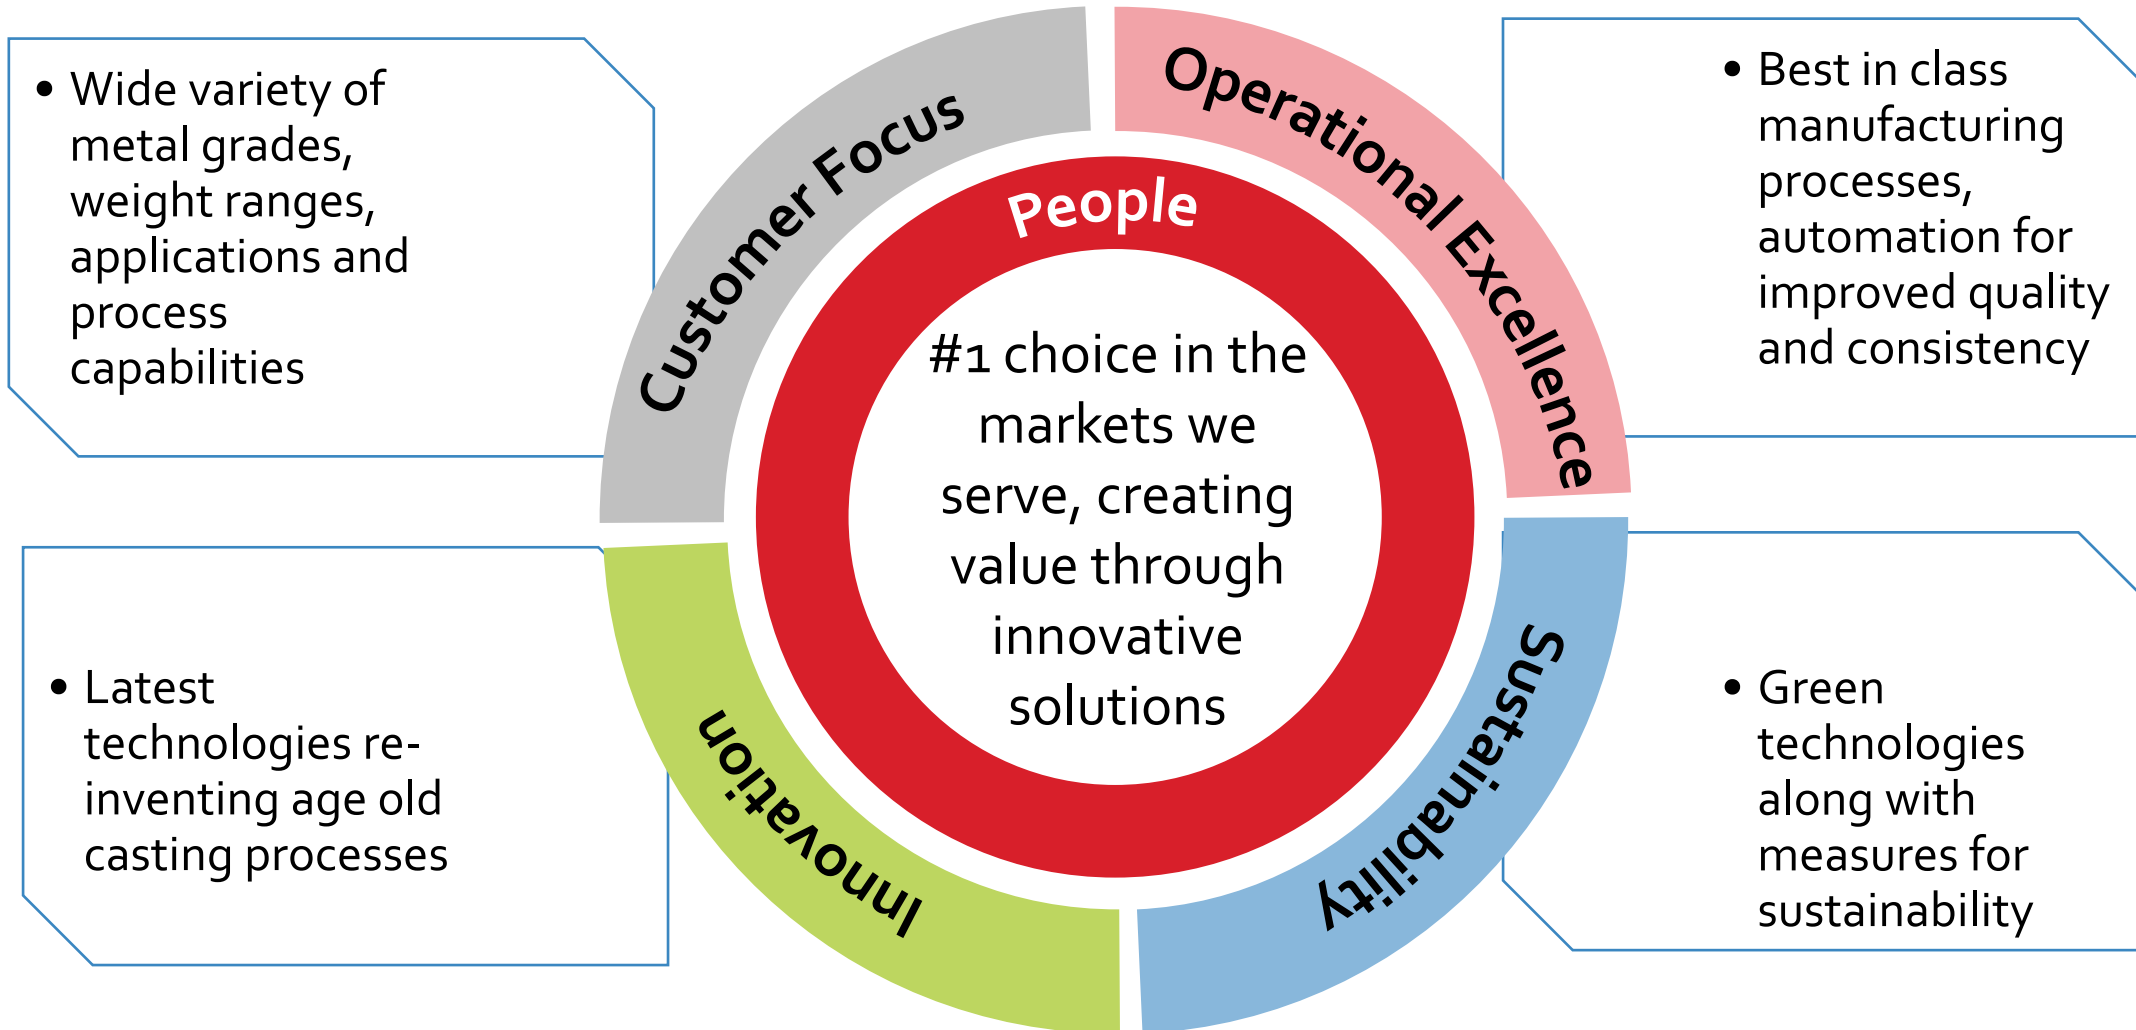 • Wide variety of
metal grades,
weight ranges,
applications and
process
capabilities
Customer Focus
Operational Excellence
• Best in class
manufacturing
processes,
automation for
improved quality
and consistency
People
#1 choice in the
markets we
serve, creating
value through
innovative
solutions
• Latest
technologies re-
inventing age old
casting processes
Innovation
Sustainability
• Green
technologies
along with
measures for
sustainability